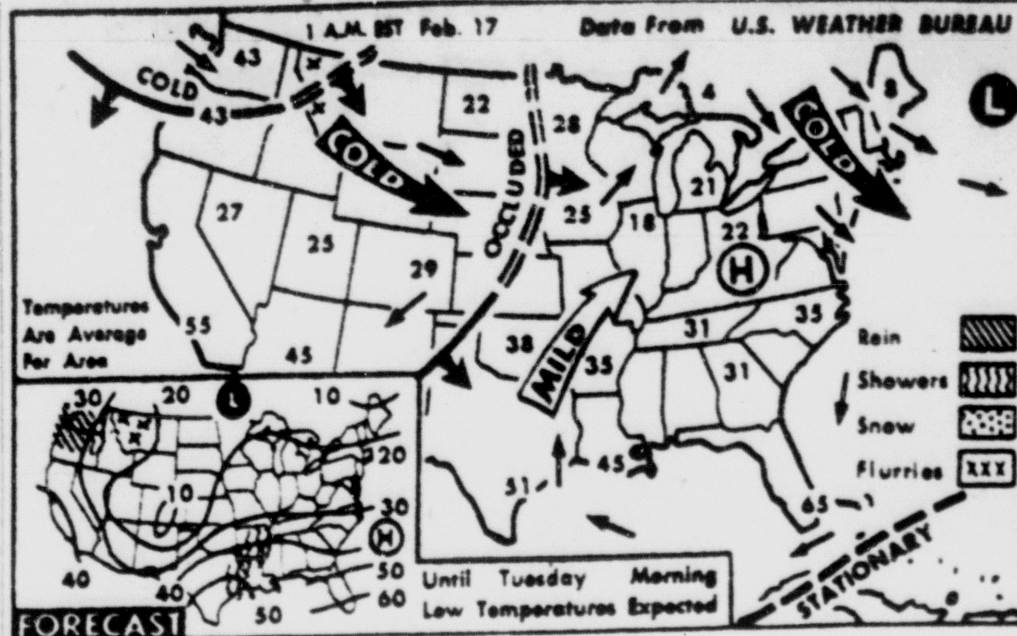 1 A.M. EST Feb. 17 Data From U.S. WEATHER BUREAU
43
COLD
43
22
28
14
8
L
COLD
COLD
OCCLUDED
27
25
29
25
18
21
22
H
Temperatures
Are Average
Per Area
55
45
38
MILD
35
31
35
31
Rain
Showers
Snow
Flurries
XXX
51
45
65
STATIONARY
30
20
L
10
20
10
30
H
40
40
50
50
60
Until Tuesday Morning
Low Temperatures Expected
FORECAST